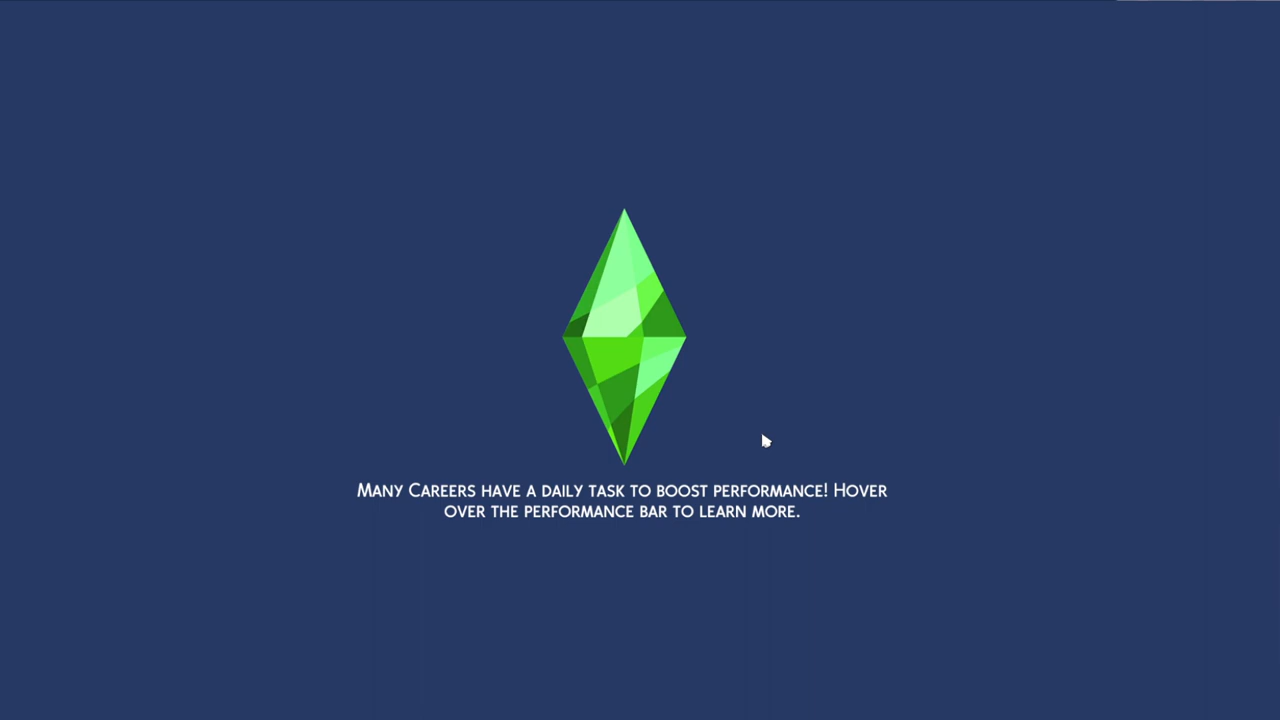 Many Careers have a daily task to boost performance! Hover
over the performance bar to learn more.